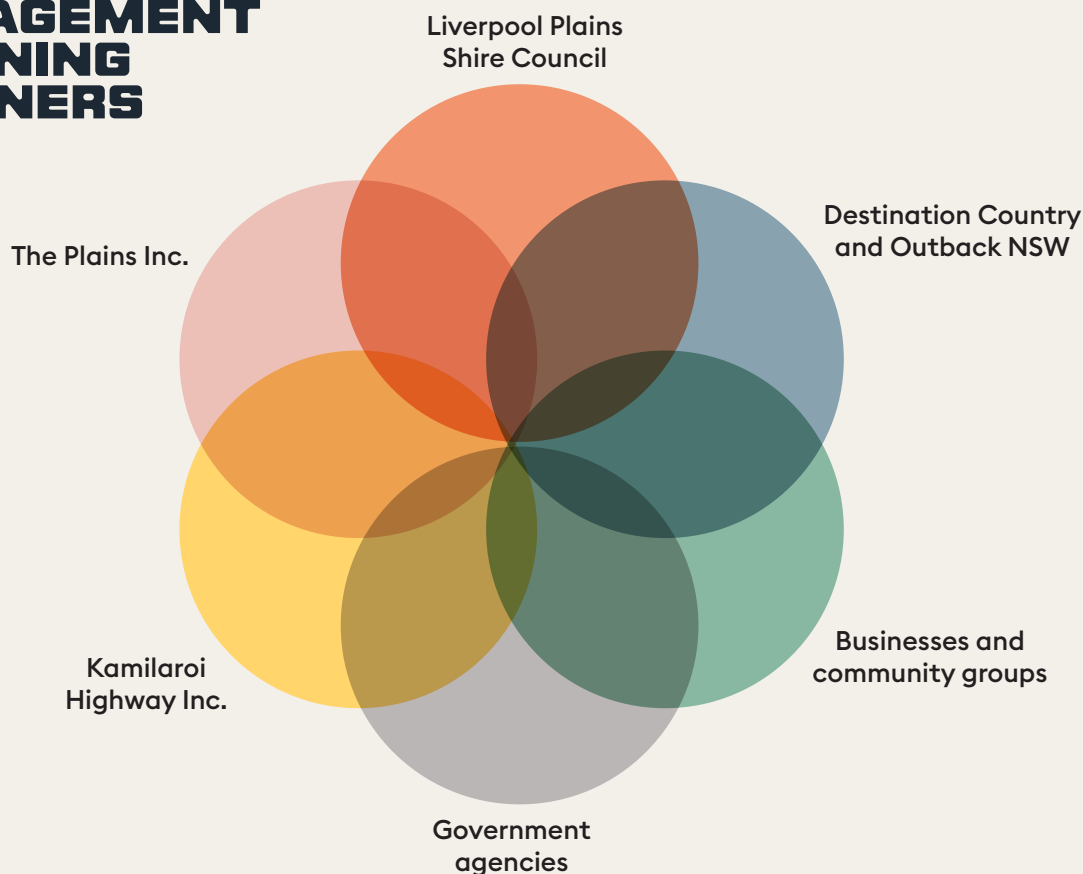 AGEMENT
NING
NERS
Liverpool Plains
Shire Council
Destination Country
and Outback NSW
The Plains Inc.
Businesses and
community groups
Kamilaroi
Highway Inc.
Government
agencies